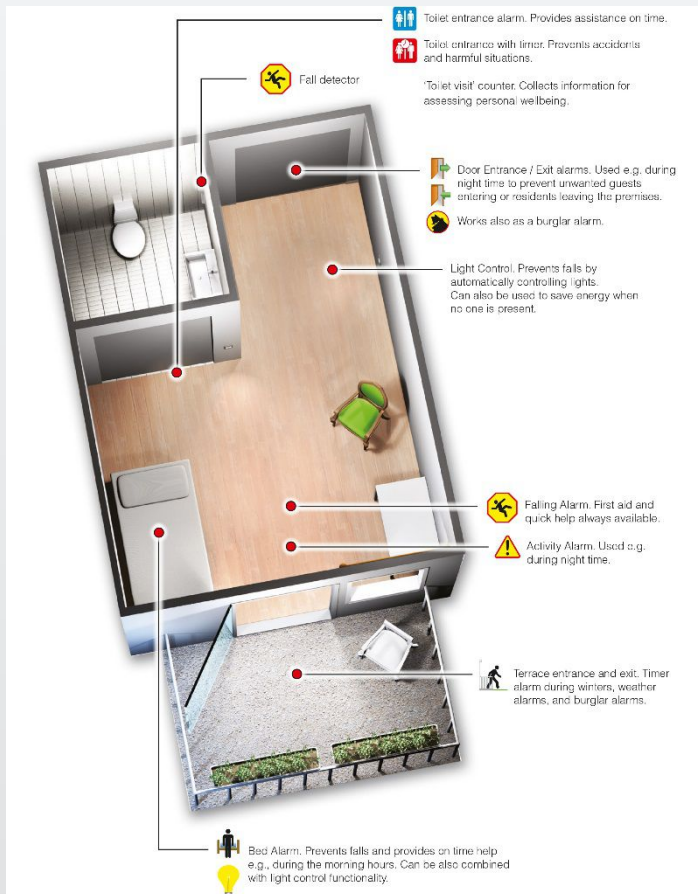 Toilet entrance alarm. Provides assistance on time.
Toilet entrance with timer. Prevents accidents
and harmful situations.
'Toilet visit' counter. Collects information for
assessing personal wellbeing.
Fall detector
Door Entrance / Exit alarms. Used e.g. during
night time to prevent unwanted guests
entering or residents leaving the premises.
Works also as a burglar alarm.
Light Control. Prevents falls by
automatically controlling lights.
Can also be used to save energy when
no one is present.
Falling Alarm. First aid and
quick help always available.
Activity Alarm. Used e.g.
during night time.
Terrace entrance and exit. Timer
alarm during winters, weather
alarms, and burglar alarms.
Bed Alarm. Prevents falls and provides on time help
e.g., during the morning hours. Can be also combined
with light control functionality.